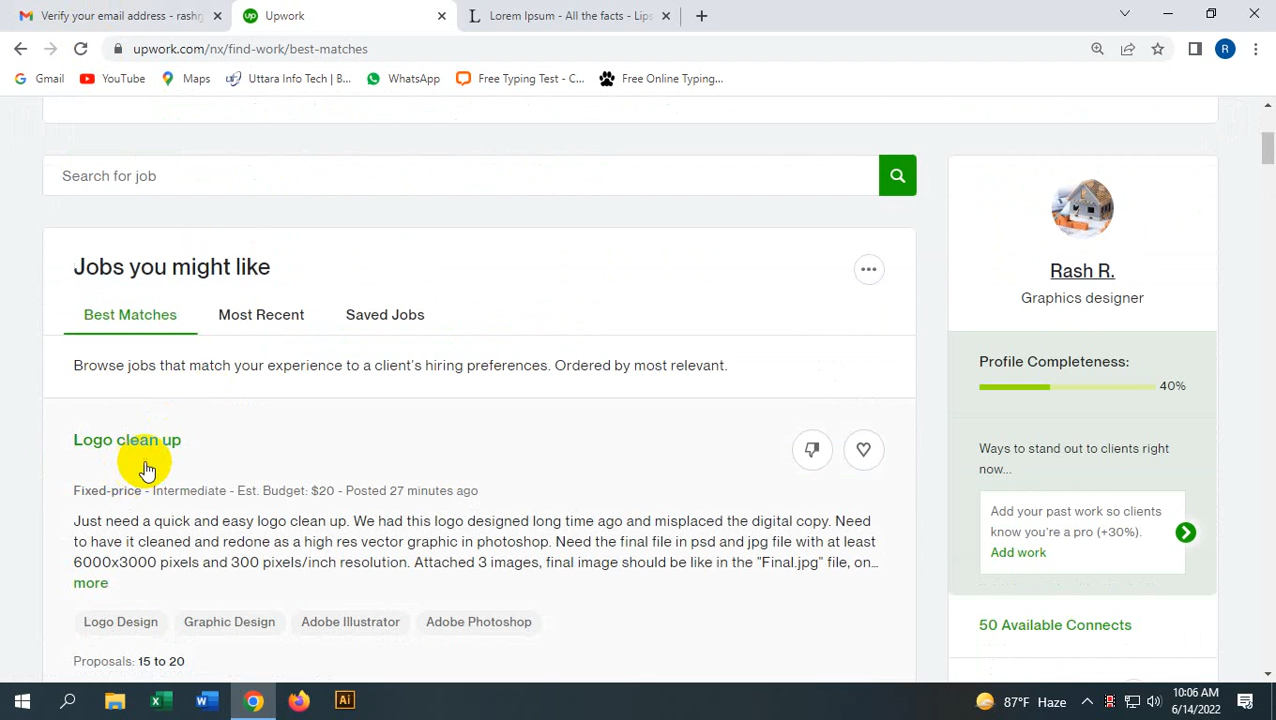 Verify your email address - rashr
Upwork
Lorem Ipsum - All the facts - Lips
upwork.com/nx/find-work/best-matches
R
Gmail
YouTube
Maps
Uttara Info Tech | B...
WhatsApp
Free Typing Test - C...
Free Online Typing...
Search for job
Jobs you might like
Best Matches
Most Recent
Saved Jobs
Browse jobs that match your experience to a client's hiring preferences. Ordered by most relevant.
Logo clean up
Fixed-price - Intermediate - Est. Budget: $20 - Posted 27 minutes ago
Just need a quick and easy logo clean up. We had this logo designed long time ago and misplaced the digital copy. Need
to have it cleaned and redone as a high res vector graphic in photoshop. Need the final file in psd and jpg file with at least
6000x3000 pixels and 300 pixels/inch resolution. Attached 3 images, final image should be like in the "Final.jpg" file, on...
more
Logo Design
Graphic Design
Adobe Illustrator
Adobe Photoshop
Proposals: 15 to 20
Rash R.
Graphics designer
Profile Completeness:
40%
Ways to stand out to clients right
now...
Add your past work so clients
know you're a pro (+30%).
Add work
50 Available Connects
87°F Haze
10:06 AM
6/14/2022